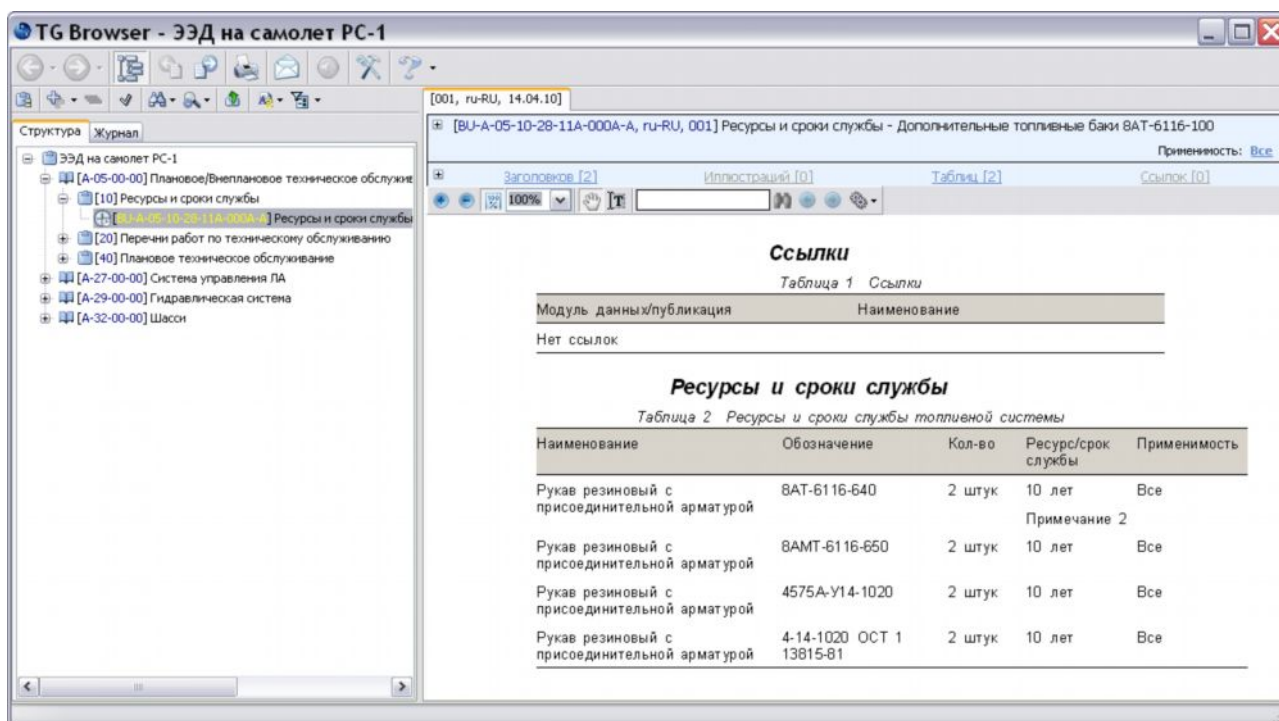 TG Browser - ЭЭД на самолет РС-1
Структура Журнал
ЭЭД на самолет РС-1
[A-05-00-00] Плановое/Внеплановое техническое обслужив
[10] Ресурсы и сроки службы
[BU-A-05-10-28-11A-000A-A] Ресурсы и сроки службы
[20] Перечни работ по техническому обслуживанию
[40] Плановое техническое обслуживание
[A-27-00-00] Система управления ЛА
[A-29-00-00] Гидравлическая система
[A-32-00-00] Шасси
[001, ru-RU, 14.04.10]
[BU-A-05-10-28-11A-000A-A, ru-RU, 001] Ресурсы и сроки службы - Дополнительные топливные баки 8АТ-6116-100
Применимость: Все
Заголовков [2] Иллюстраций [0] Таблиц [2] Ссылок [0]
100%
Ссылки
Таблица 1 Ссылки
Модуль данных/публикация Наименование
Нет ссылок
Ресурсы и сроки службы
Таблица 2 Ресурсы и сроки службы топливной системы
Наименование Обозначение Кол-во Ресурс/срок службы Применимость
Рукав резиновый с 8АТ-6116-640 2 штук 10 лет Все
присоединительной арматурой
Примечание 2
Рукав резиновый с 8АМТ-6116-650 2 штук 10 лет Все
присоединительной арматурой
Рукав резиновый с 4575А-У14-1020 2 штук 10 лет Все
присоединительной арматурой
Рукав резиновый с 4-14-1020 ОСТ 1 2 штук 10 лет Все
присоединительной арматурой 13815-81